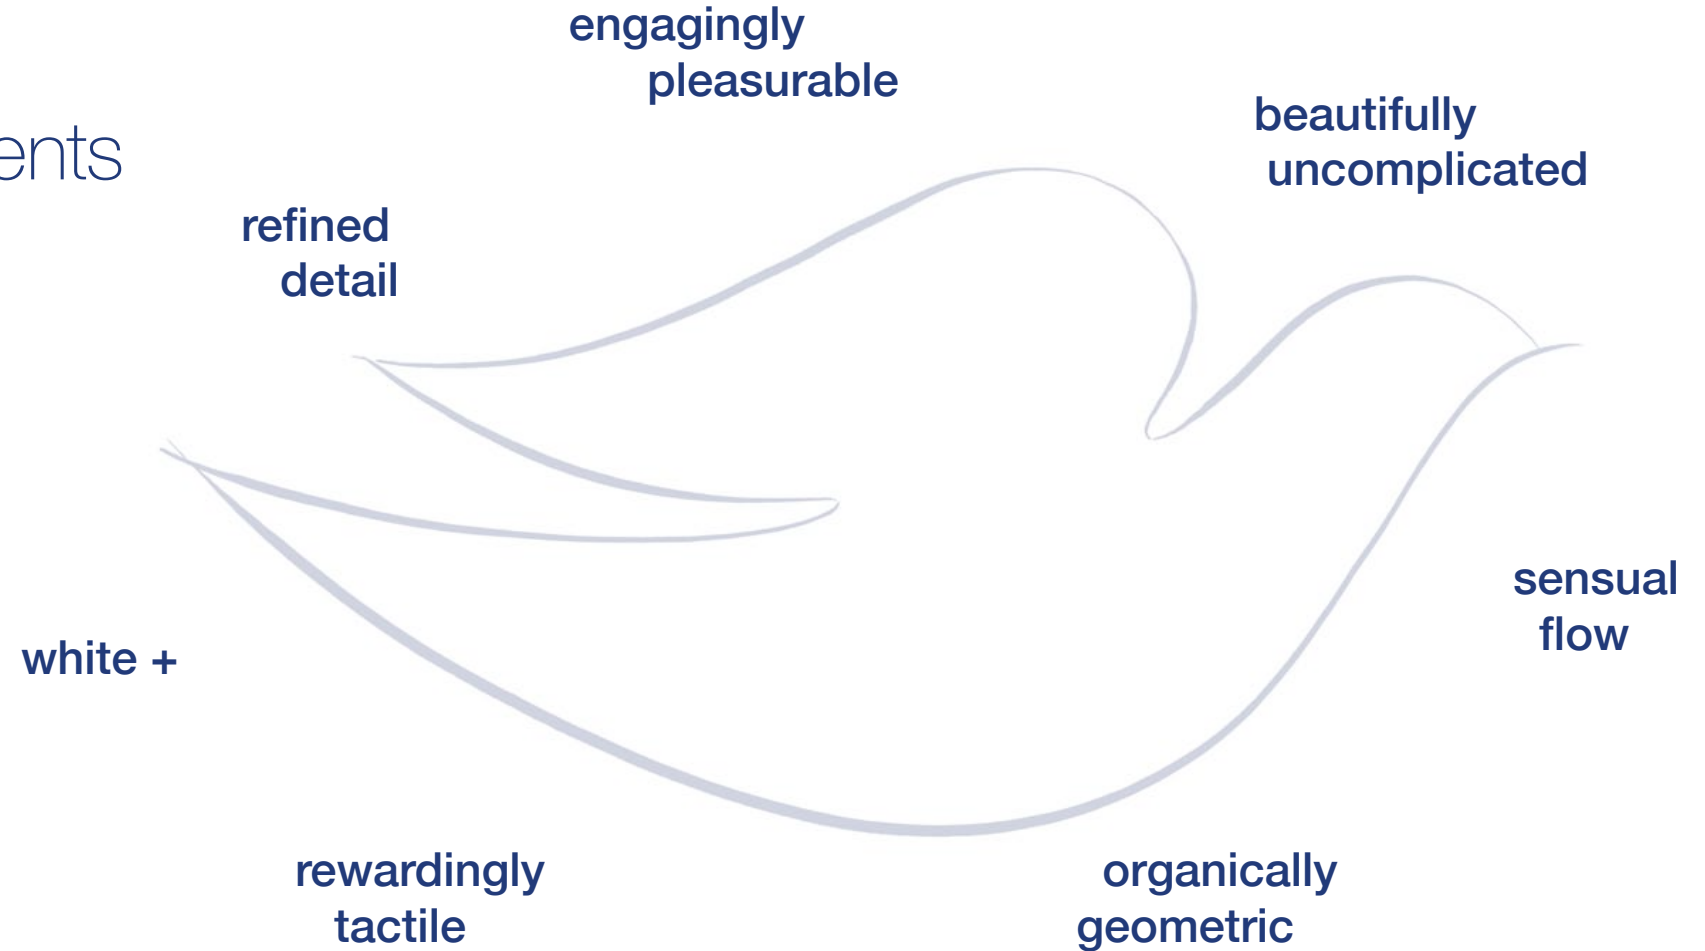 engagingly
pleasurable
beautifully
uncomplicated
ents
refined
detail
sensual
flow
white +
rewardingly
tactile
organically
geometric